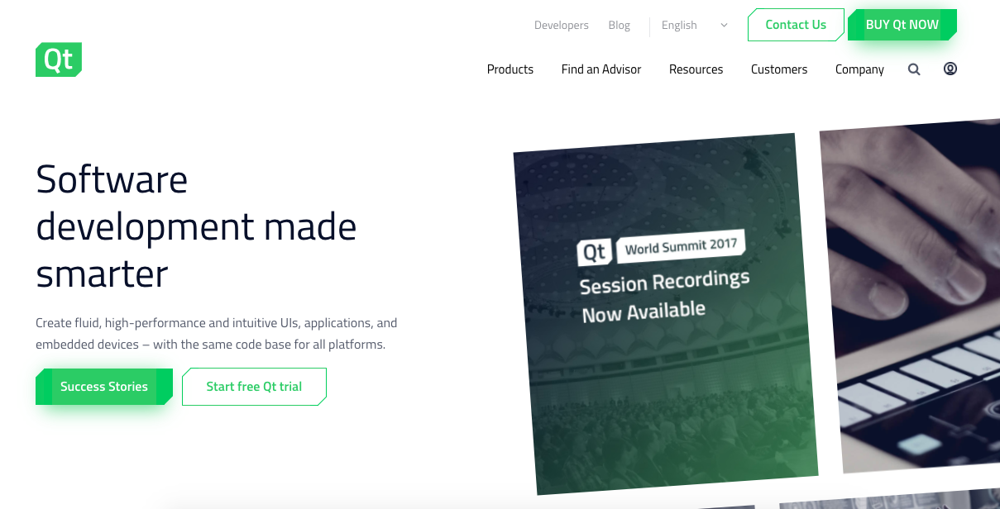 Developers Blog English Contact Us BUY Qt NOW
Qt
Products Find an Advisor Resources Customers Company
Software
development made
smarter
Create fluid, high-performance and intuitive UIs, applications, and
embedded devices – with the same code base for all platforms.
Success Stories Start free Qt trial
Qt World Summit 2017
Session Recordings
Now Available